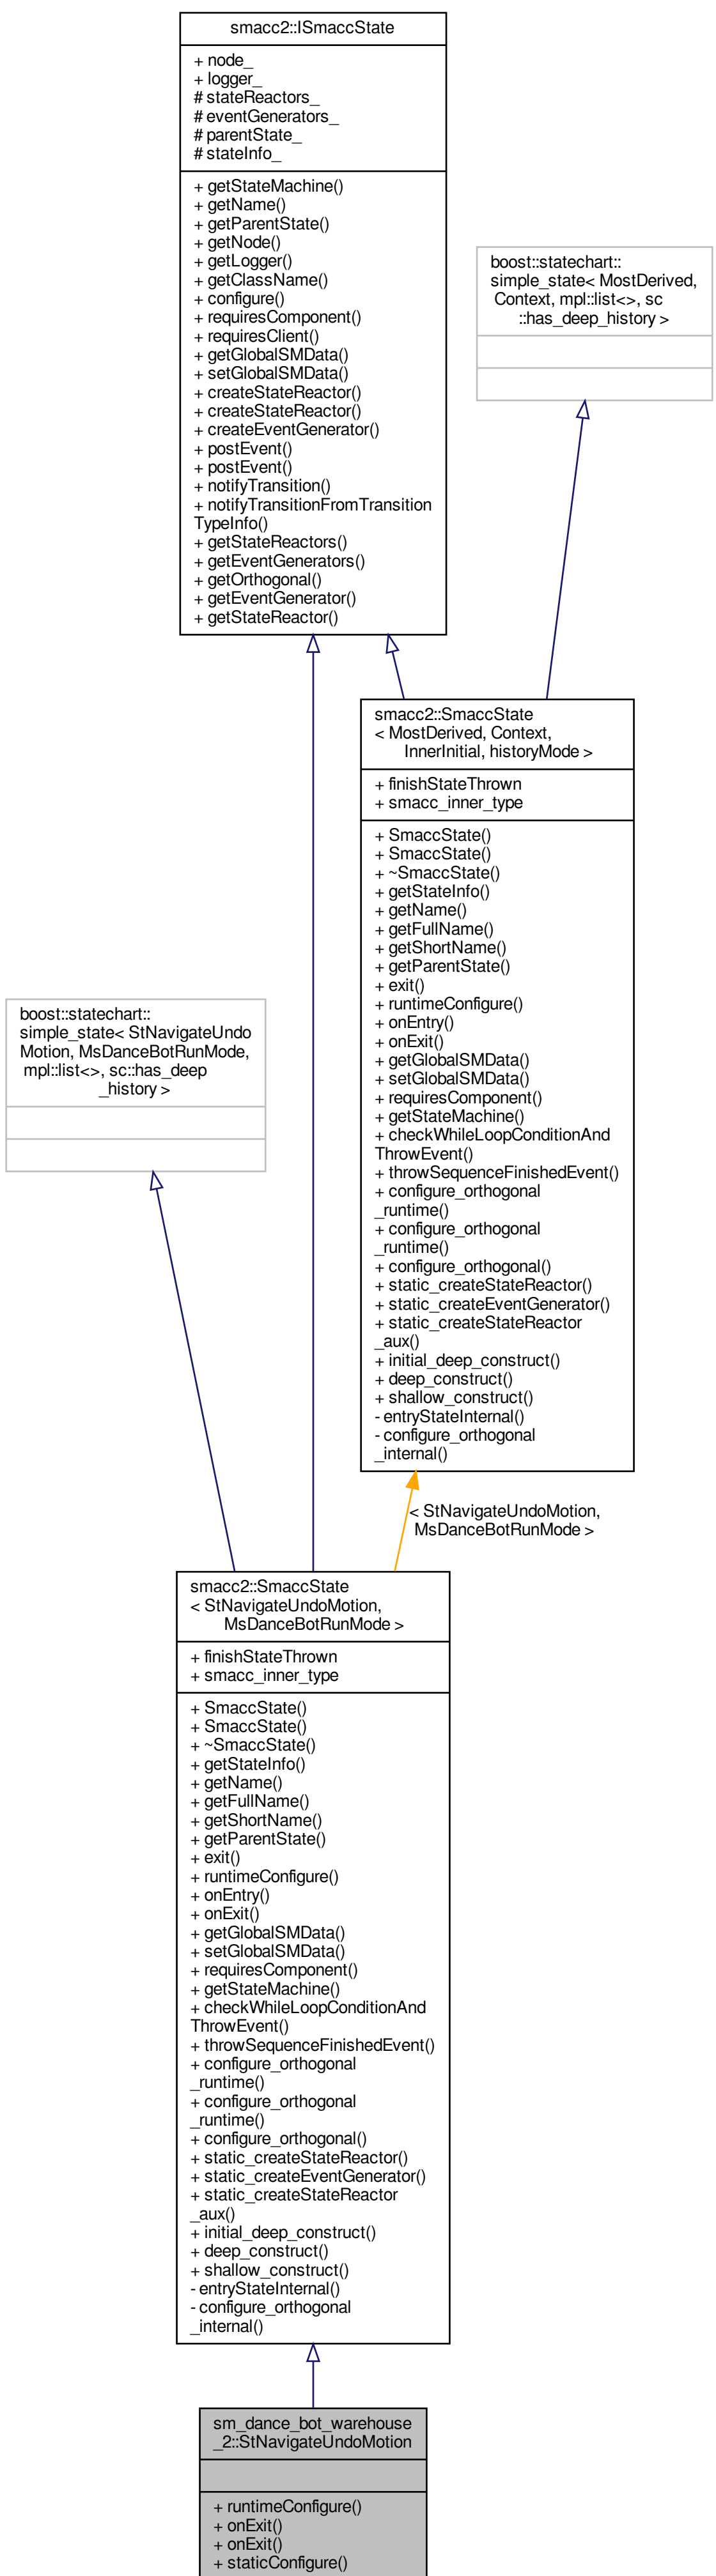 smacc2::ISmaccState
+ node_
+ logger_
# stateReactors_
# eventGenerators_
# parentState_
# stateInfo_
+ getStateMachine()
+ getName()
+ getParentState()
+ getNode()
+ getLogger()
+ getClassName()
+ configure()
+ requiresComponent()
+ requiresClient()
+ getGlobalSMData()
+ setGlobalSMData()
+ createStateReactor()
+ createStateReactor()
+ createEventGenerator()
+ postEvent()
+ postEvent()
+ notifyTransition()
+ notifyTransitionFromTransition
TypeInfo()
+ getStateReactors()
+ getEventGenerators()
+ getOrthogonal()
+ getEventGenerator()
+ getStateReactor()
boost::statechart::
simple_state< MostDerived,
Context, mpl::list<>, sc
::has_deep_history >
smacc2::SmaccState
< MostDerived, Context,
InnerInitial, historyMode >
+ finishStateThrown
+ smacc_inner_type
+ SmaccState()
+ SmaccState()
+ ~SmaccState()
+ getStateInfo()
+ getName()
+ getFullName()
+ getShortName()
+ getParentState()
+ exit()
+ runtimeConfigure()
+ onEntry()
+ onExit()
+ getGlobalSMData()
+ setGlobalSMData()
+ requiresComponent()
+ getStateMachine()
+ checkWhileLoopConditionAnd
ThrowEvent()
+ throwSequenceFinishedEvent()
+ configure_orthogonal
_runtime()
+ configure_orthogonal
_runtime()
+ configure_orthogonal()
+ static_createStateReactor()
+ static_createEventGenerator()
+ static_createStateReactor
_aux()
+ initial_deep_construct()
+ deep_construct()
+ shallow_construct()
- entryStateInternal()
- configure_orthogonal
_internal()
boost::statechart::
simple_state< StNavigateUndo
Motion, MsDanceBotRunMode,
mpl::list<>, sc::has_deep
_history >
< StNavigateUndoMotion,
MsDanceBotRunMode >
smacc2::SmaccState
< StNavigateUndoMotion,
MsDanceBotRunMode >
+ finishStateThrown
+ smacc_inner_type
+ SmaccState()
+ SmaccState()
+ ~SmaccState()
+ getStateInfo()
+ getName()
+ getFullName()
+ getShortName()
+ getParentState()
+ exit()
+ runtimeConfigure()
+ onEntry()
+ onExit()
+ getGlobalSMData()
+ setGlobalSMData()
+ requiresComponent()
+ getStateMachine()
+ checkWhileLoopConditionAnd
ThrowEvent()
+ throwSequenceFinishedEvent()
+ configure_orthogonal
_runtime()
+ configure_orthogonal
_runtime()
+ configure_orthogonal()
+ static_createStateReactor()
+ static_createEventGenerator()
+ static_createStateReactor
_aux()
+ initial_deep_construct()
+ deep_construct()
+ shallow_construct()
- entryStateInternal()
- configure_orthogonal
_internal()
sm_dance_bot_warehouse
_2::StNavigateUndoMotion
+ runtimeConfigure()
+ onExit()
+ onExit()
+ staticConfigure()